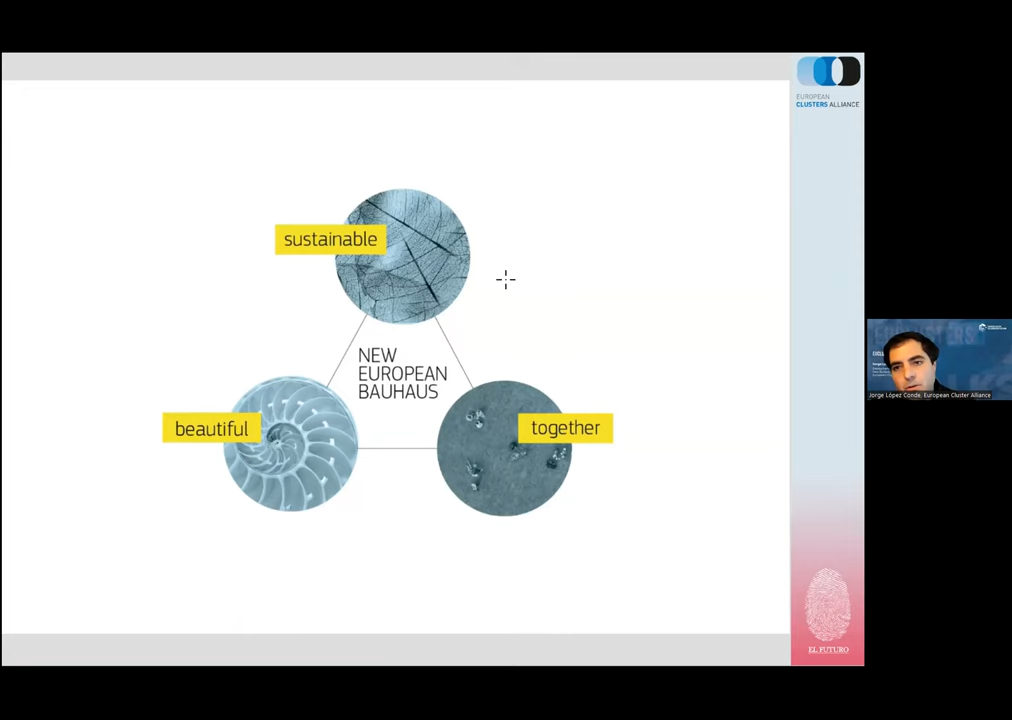 EUROPEAN
CLUSTERS ALLIANCE
sustainable
NEW
EUROPEAN
BAUHAUS
beautiful
together
Jorge López Conde. European Cluster Alliance
EL FUTURO